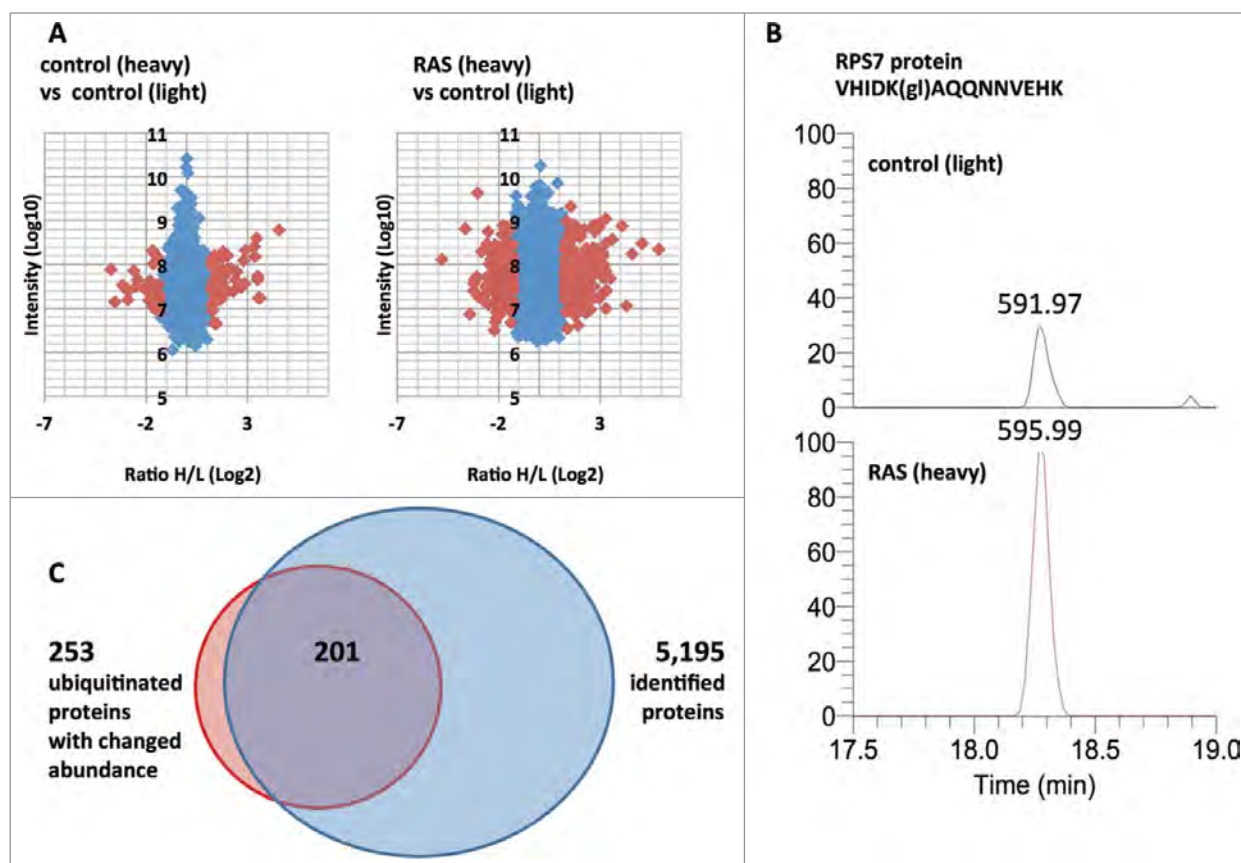 A
control (heavy)
vs control (light)
11
10
9
8
7
6
5
-7
-2
3
Intensity (Log10)
Ratio H/L (Log2)
RAS (heavy)
vs control (light)
11
10
9
8
7
6
5
-7
-2
3
Intensity (Log10)
Ratio H/L (Log2)
B
RPS7 protein
VHIDK(gl)AQQNNVEHK
100
80
60
40
20
0
control (light)
591.97
100
80
60
40
20
0
RAS (heavy)
595.99
17.5
18.0
18.5
19.0
Time (min)
C
253
ubiquitinated
proteins
with changed
abundance
201
5,195
identified
proteins